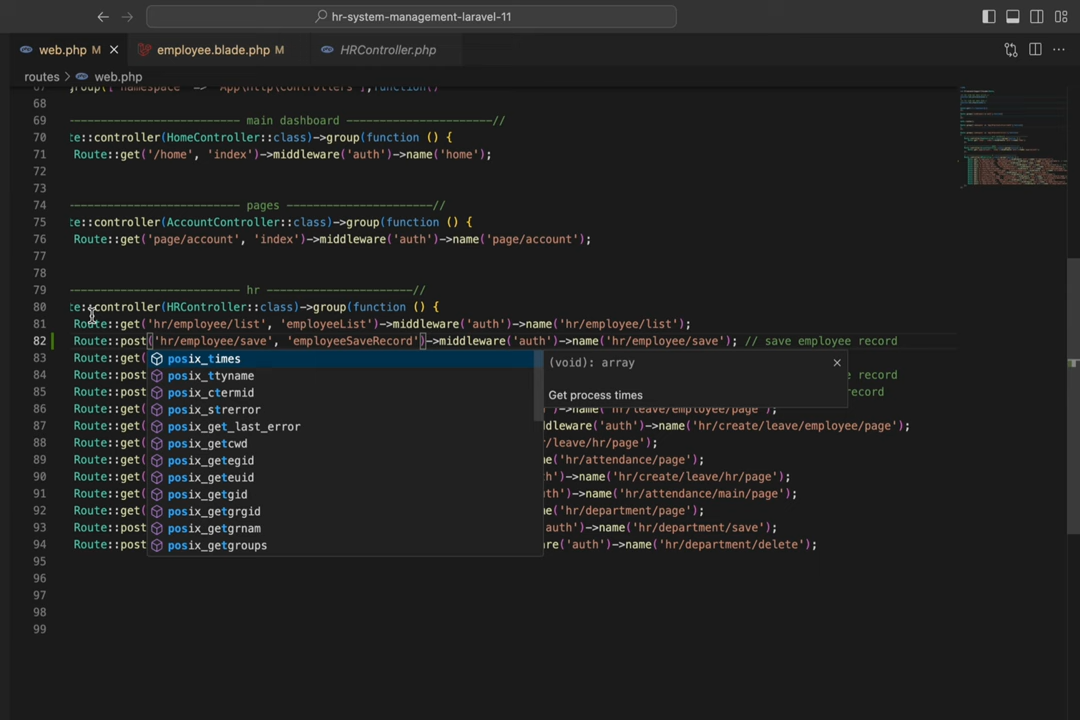 hr-system-management-laravel-11
web.php M employee.blade.php M HRController.php
routes > web.php
67 group(['namespace' => 'App\Http\Controllers'],function()
68
69 ------------------------- main dashboard ---------------------//
70 te::controller(HomeController::class)->group(function () {
71 Route::get('/home', 'index')->middleware('auth')->name('home');
72
73
74 ------------------------- pages ---------------------//
75 te::controller(AccountController::class)->group(function () {
76 Route::get('page/account', 'index')->middleware('auth')->name('page/account');
77
78
79 ------------------------- hr ---------------------//
80 te::controller(HRController::class)->group(function () {
81 Route::get('hr/employee/list', 'employeeList')->middleware('auth')->name('hr/employee/list');
82 Route::post('hr/employee/save', 'employeeSaveRecord')->middleware('auth')->name('hr/employee/save'); // save employee record
83 Route::get( posix_times (void): array
84 Route::post posix_ttyname e record
85 Route::post posix_ctermid Get process times record
86 Route::get( posix_strerror /leave/employee/page');
87 Route::get( posix_get_last_error ddleware('auth')->name('hr/create/leave/employee/page');
88 Route::get( posix_getcwd /leave/hr/page');
89 Route::get( posix_getegid e('hr/attendance/page');
90 Route::get( posix_geteuid h')->name('hr/create/leave/hr/page');
91 Route::get( posix_getgid uth')->name('hr/attendance/main/page');
92 Route::get( posix_getgrgid e('hr/department/page');
93 Route::post posix_getgrnam auth')->name('hr/department/save');
94 Route::post posix_getgroups re('auth')->name('hr/department/delete');
95
96
97
98
99